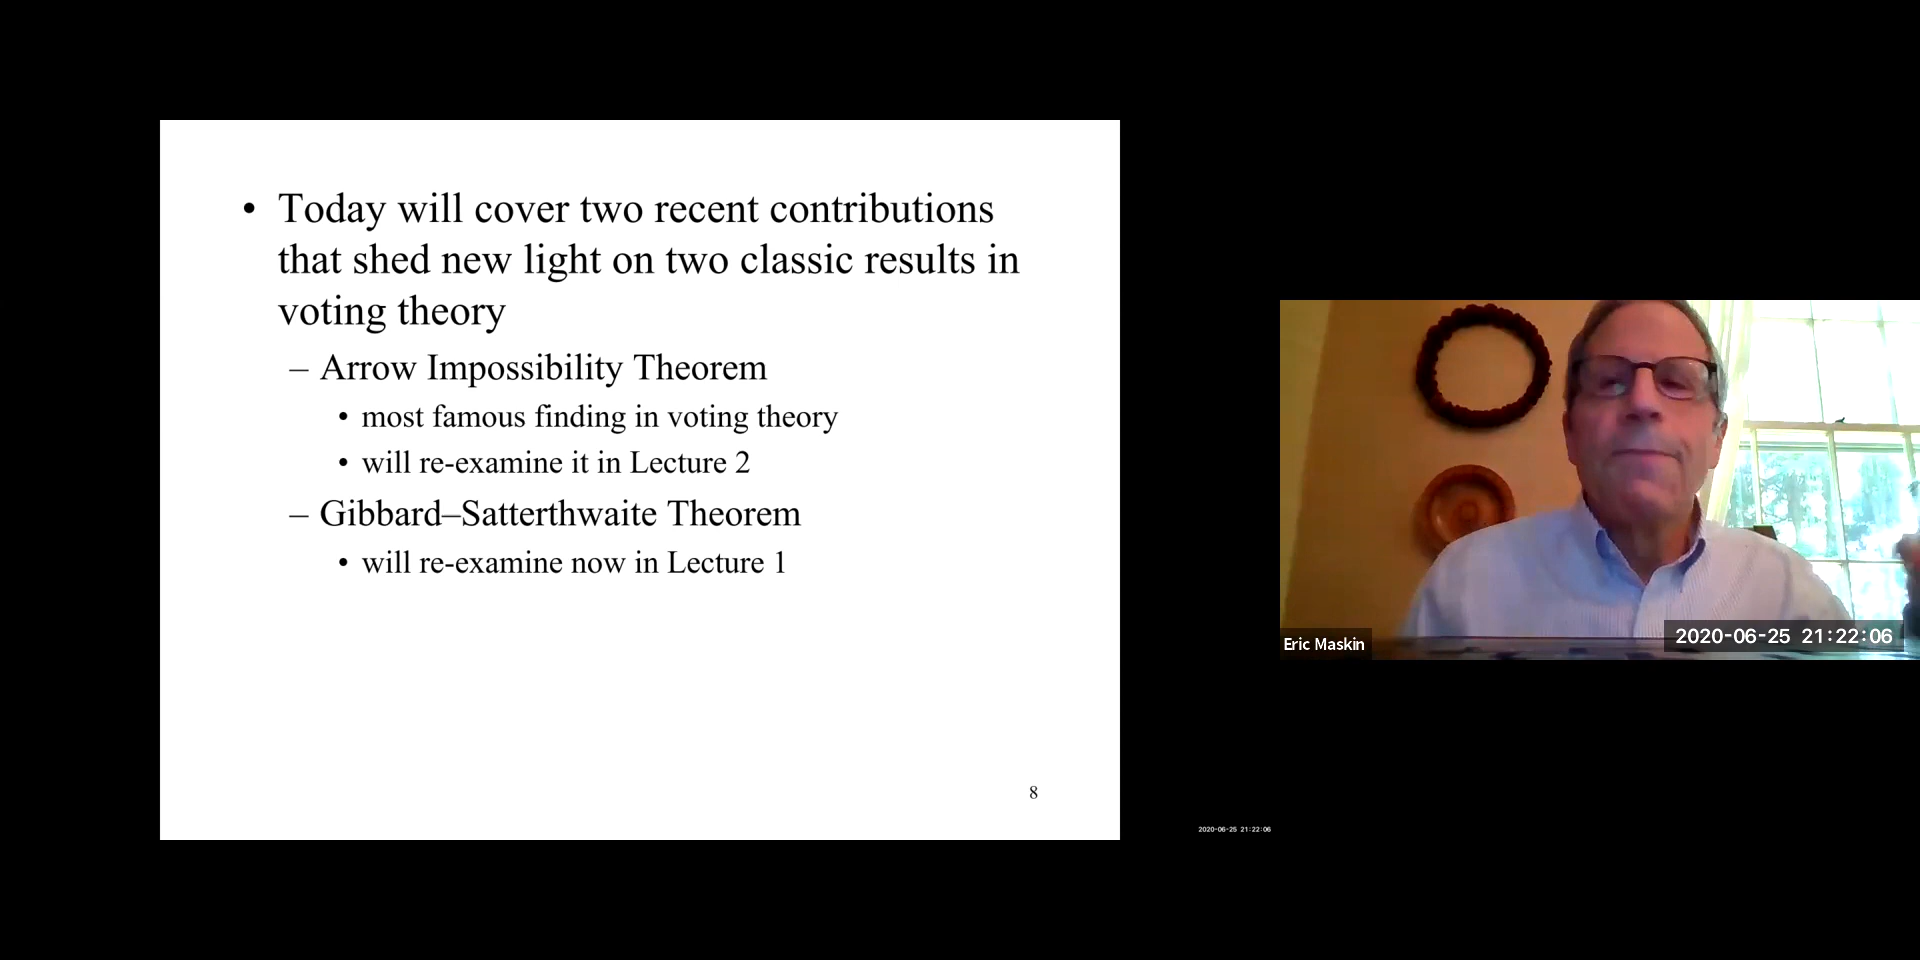 • Today will cover two recent contributions
that shed new light on two classic results in
voting theory
– Arrow Impossibility Theorem
• most famous finding in voting theory
• will re-examine it in Lecture 2
– Gibbard–Satterthwaite Theorem
• will re-examine now in Lecture 1
8
Eric Maskin
2020-06-25 21:22:06
2020-06-25 21:22:06